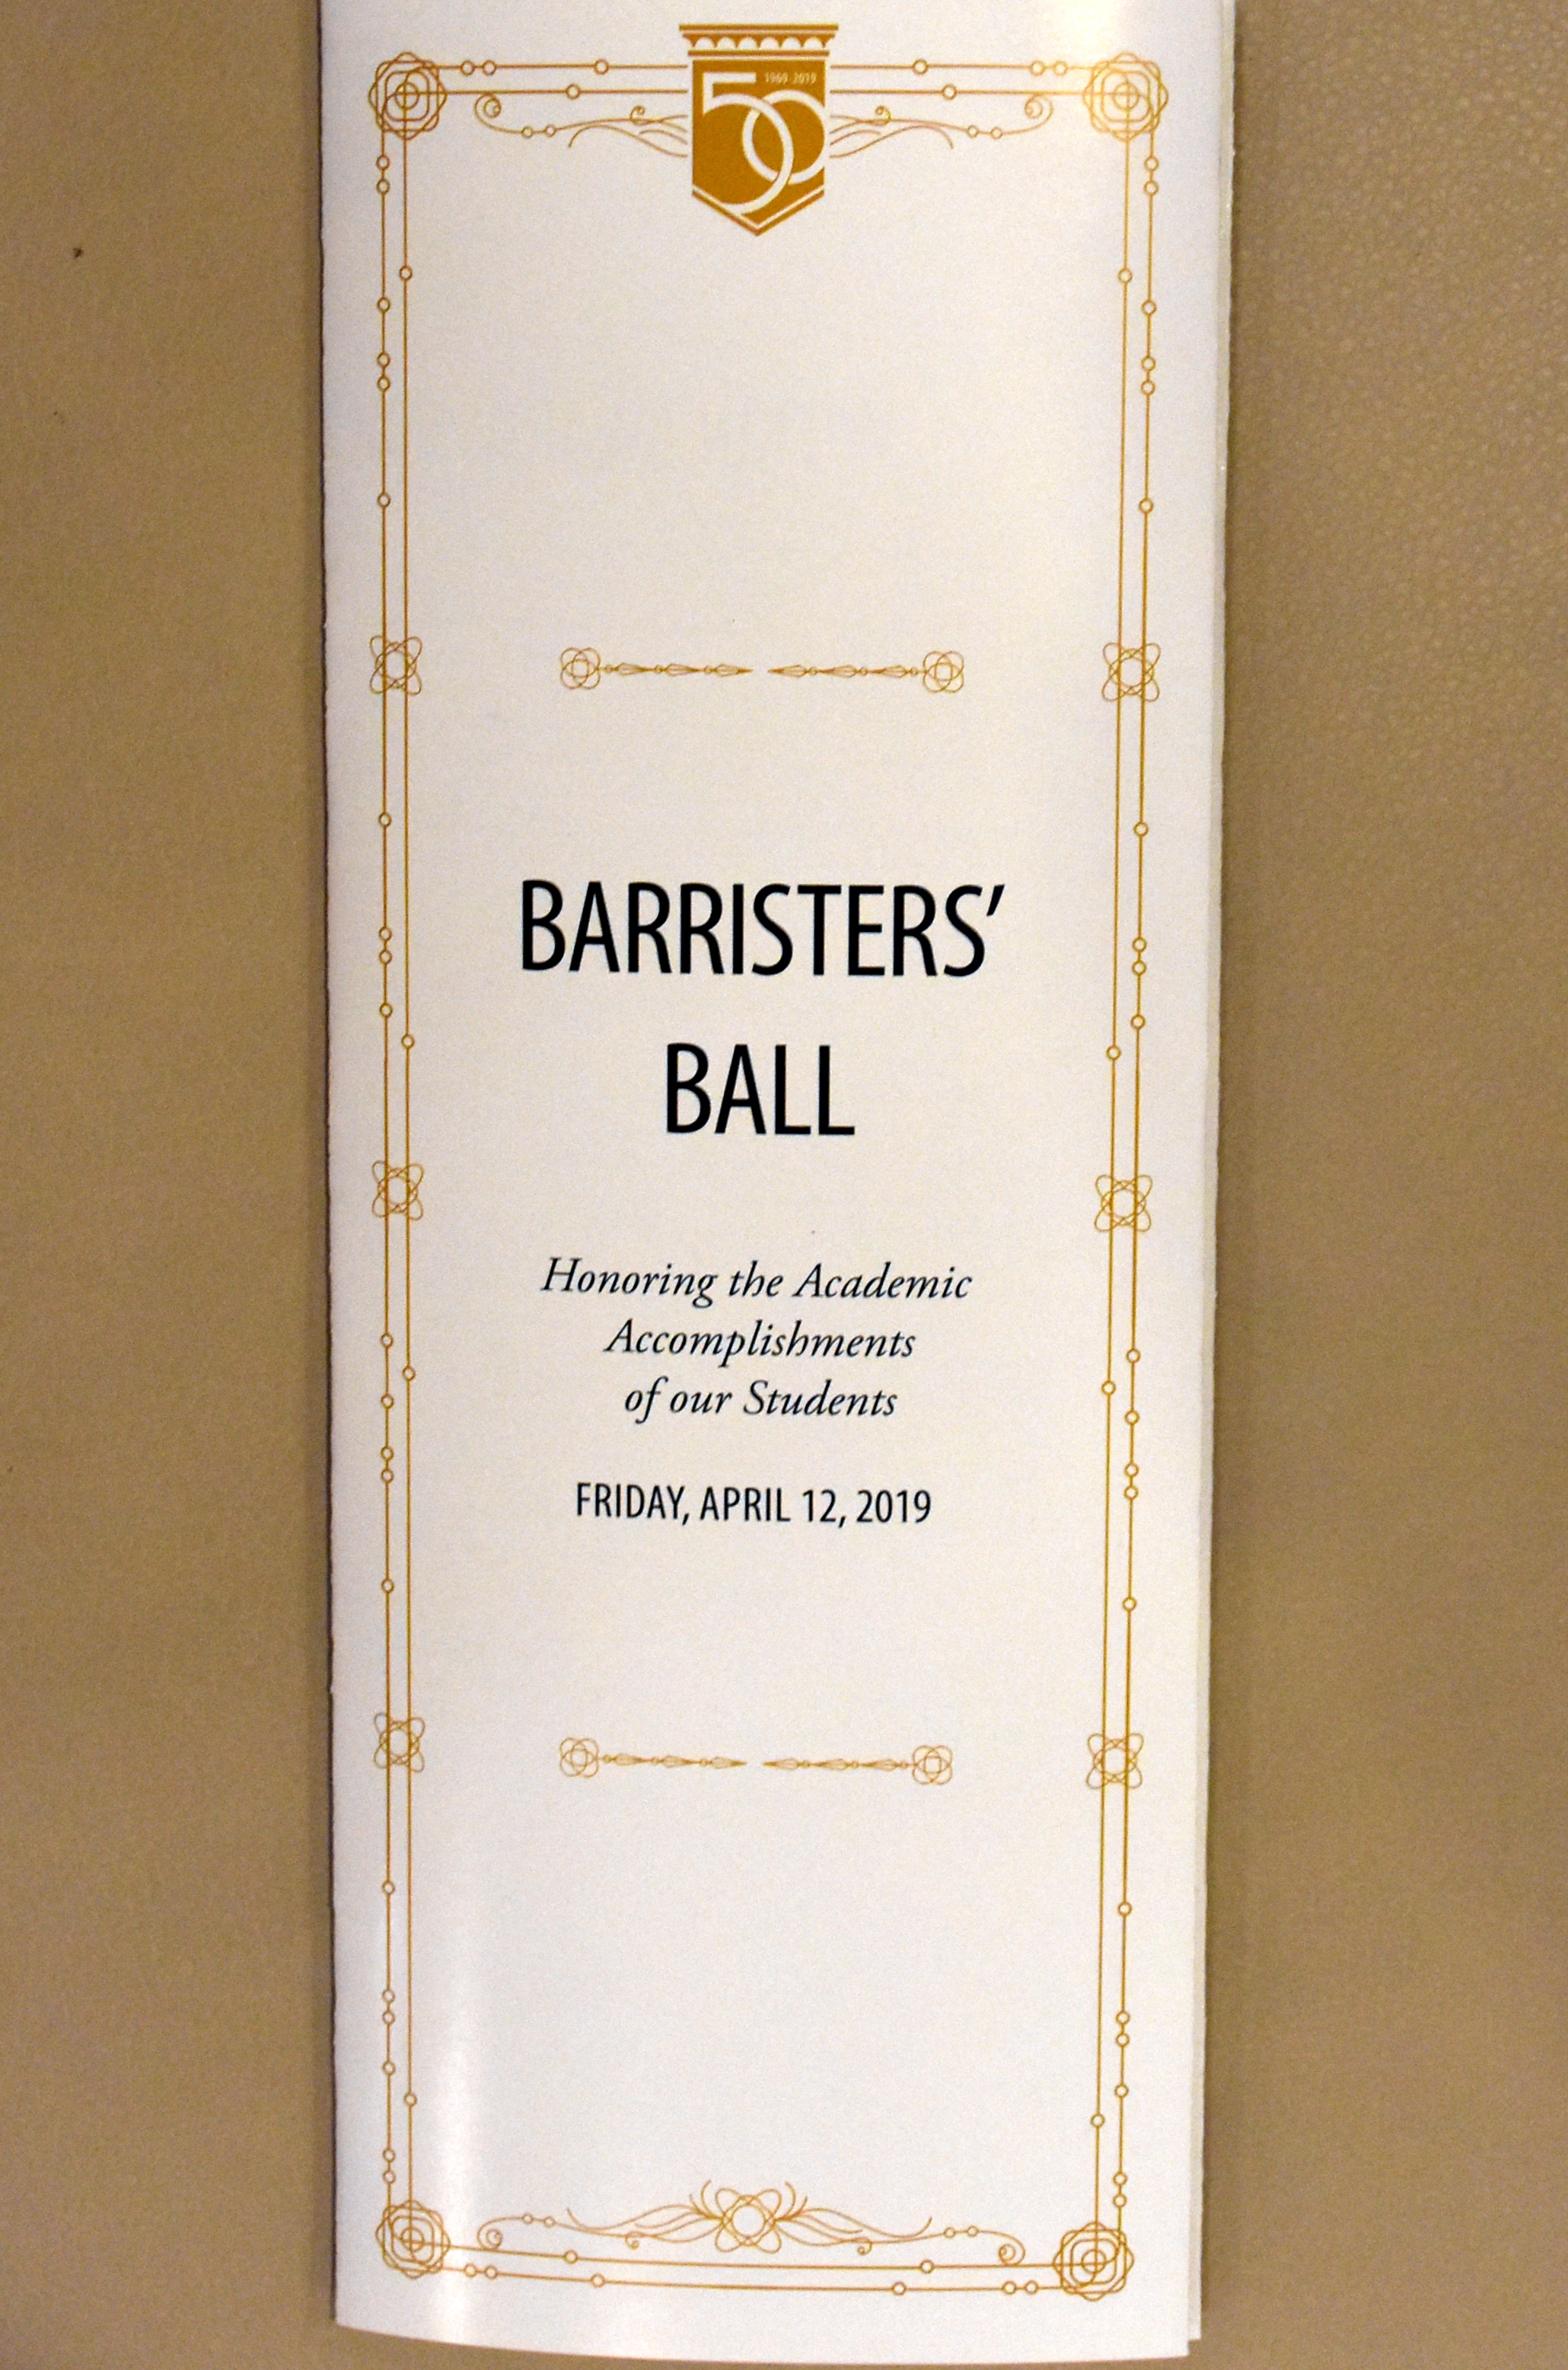 50
1969-2019
BARRISTERS’
BALL
Honoring the Academic
Accomplishments
of our Students
FRIDAY, APRIL 12, 2019